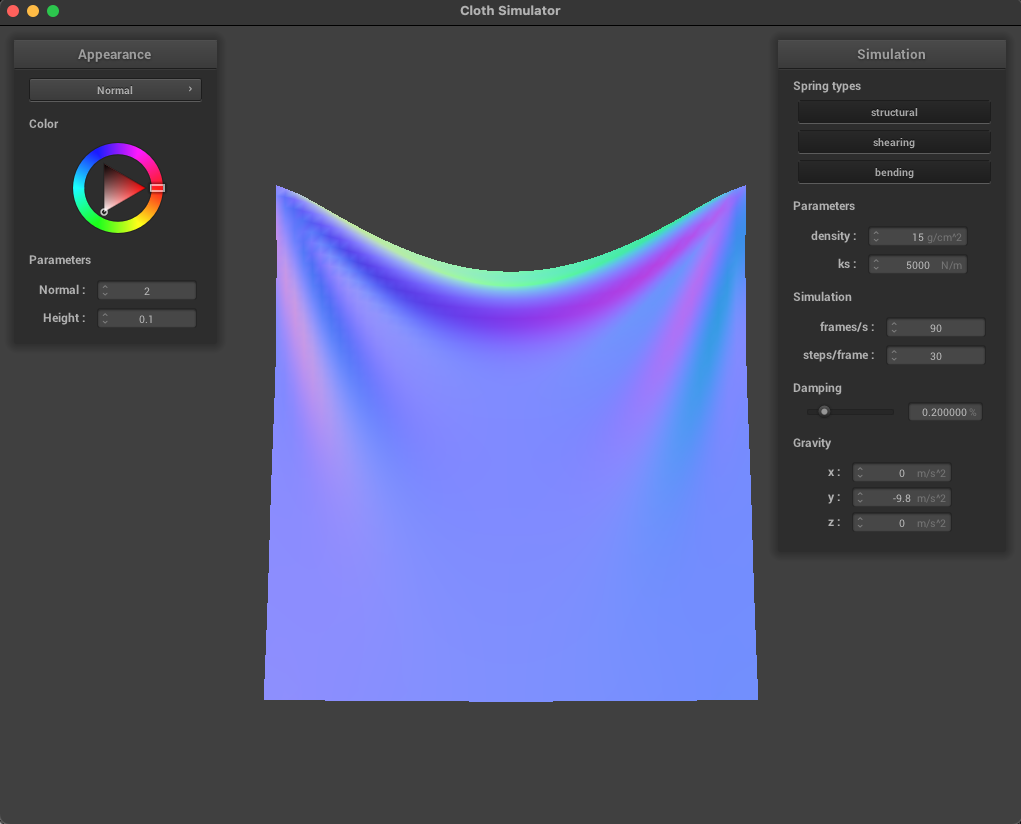 Cloth Simulator
Appearance
Normal ›
Color
Parameters
Normal : 2
Height : 0.1
Simulation
Spring types
structural
shearing
bending
Parameters
density : 15 g/cm^2
ks : 5000 N/m
Simulation
frames/s : 90
steps/frame : 30
Damping
0.200000 %
Gravity
x : 0 m/s^2
y : -9.8 m/s^2
z : 0 m/s^2